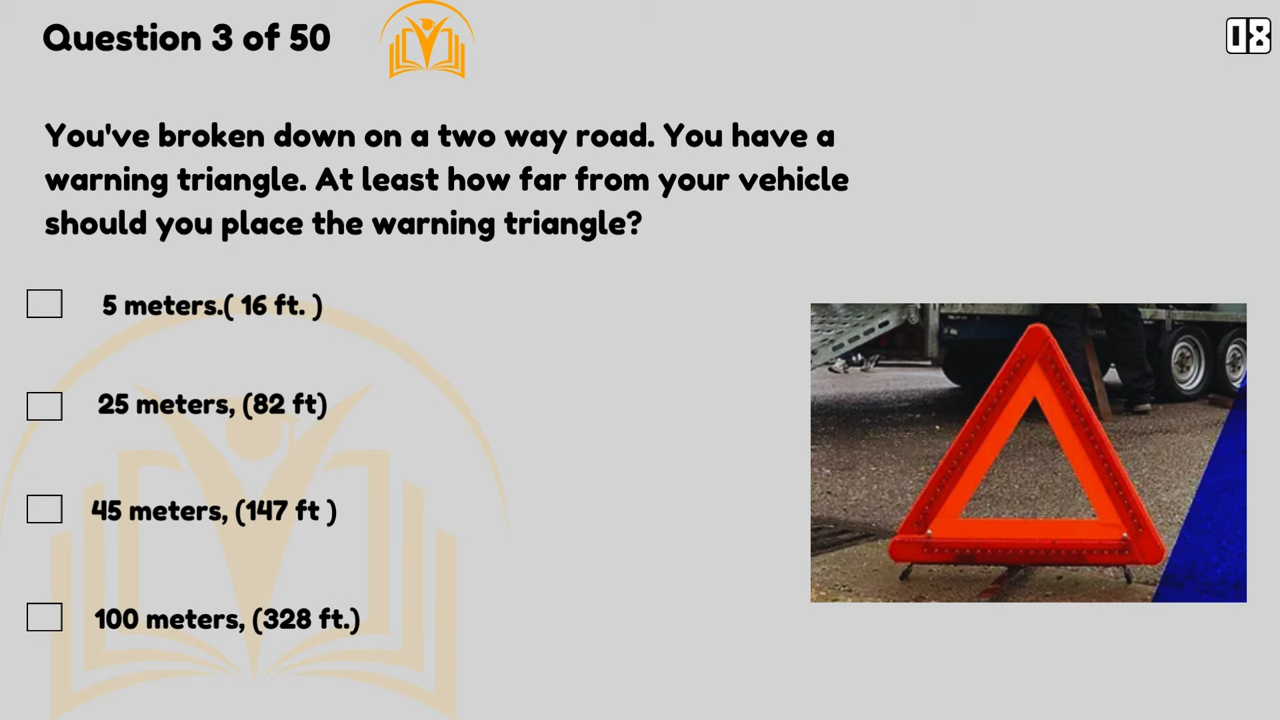 Question 3 of 50
08
You've broken down on a two way road. You have a
warning triangle. At least how far from your vehicle
should you place the warning triangle?
5 meters.( 16 ft. )
25 meters, (82 ft)
45 meters, (147 ft )
100 meters, (328 ft.)